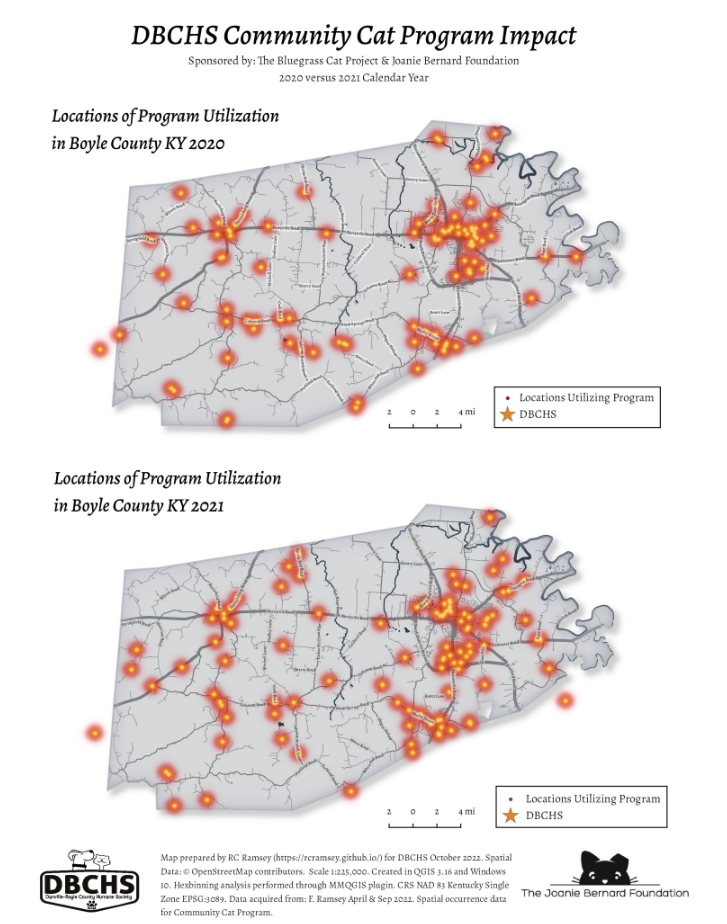 DBCHS Community Cat Program Impact
Sponsored by: The Bluegrass Cat Project & Joanie Bernard Foundation
2020 versus 2021 Calendar Year
Locations of Program Utilization
in Boyle County KY 2020
2 0 2 4 mi
Locations Utilizing Program
DBCHS
Locations of Program Utilization
in Boyle County KY 2021
2 0 2 4 mi
Locations Utilizing Program
DBCHS
Map prepared by RC Ramsey (https://rcramsey.github.io/) for DBCHS October 2022. Spatial
Data: © OpenStreetMap contributors. Scale 1:225,000. Created in QGIS 3.16 and Windows
10. Hexbinning analysis performed through MMQGIS plugin. CRS NAD 83 Kentucky Single
Zone EPSG:3089. Data acquired from: F. Ramsey April & Sep 2022. Spatial occurrence data
for Community Cat Program.
DBCHS
Danville-Boyle County Humane Society
The Joanie Bernard Foundation